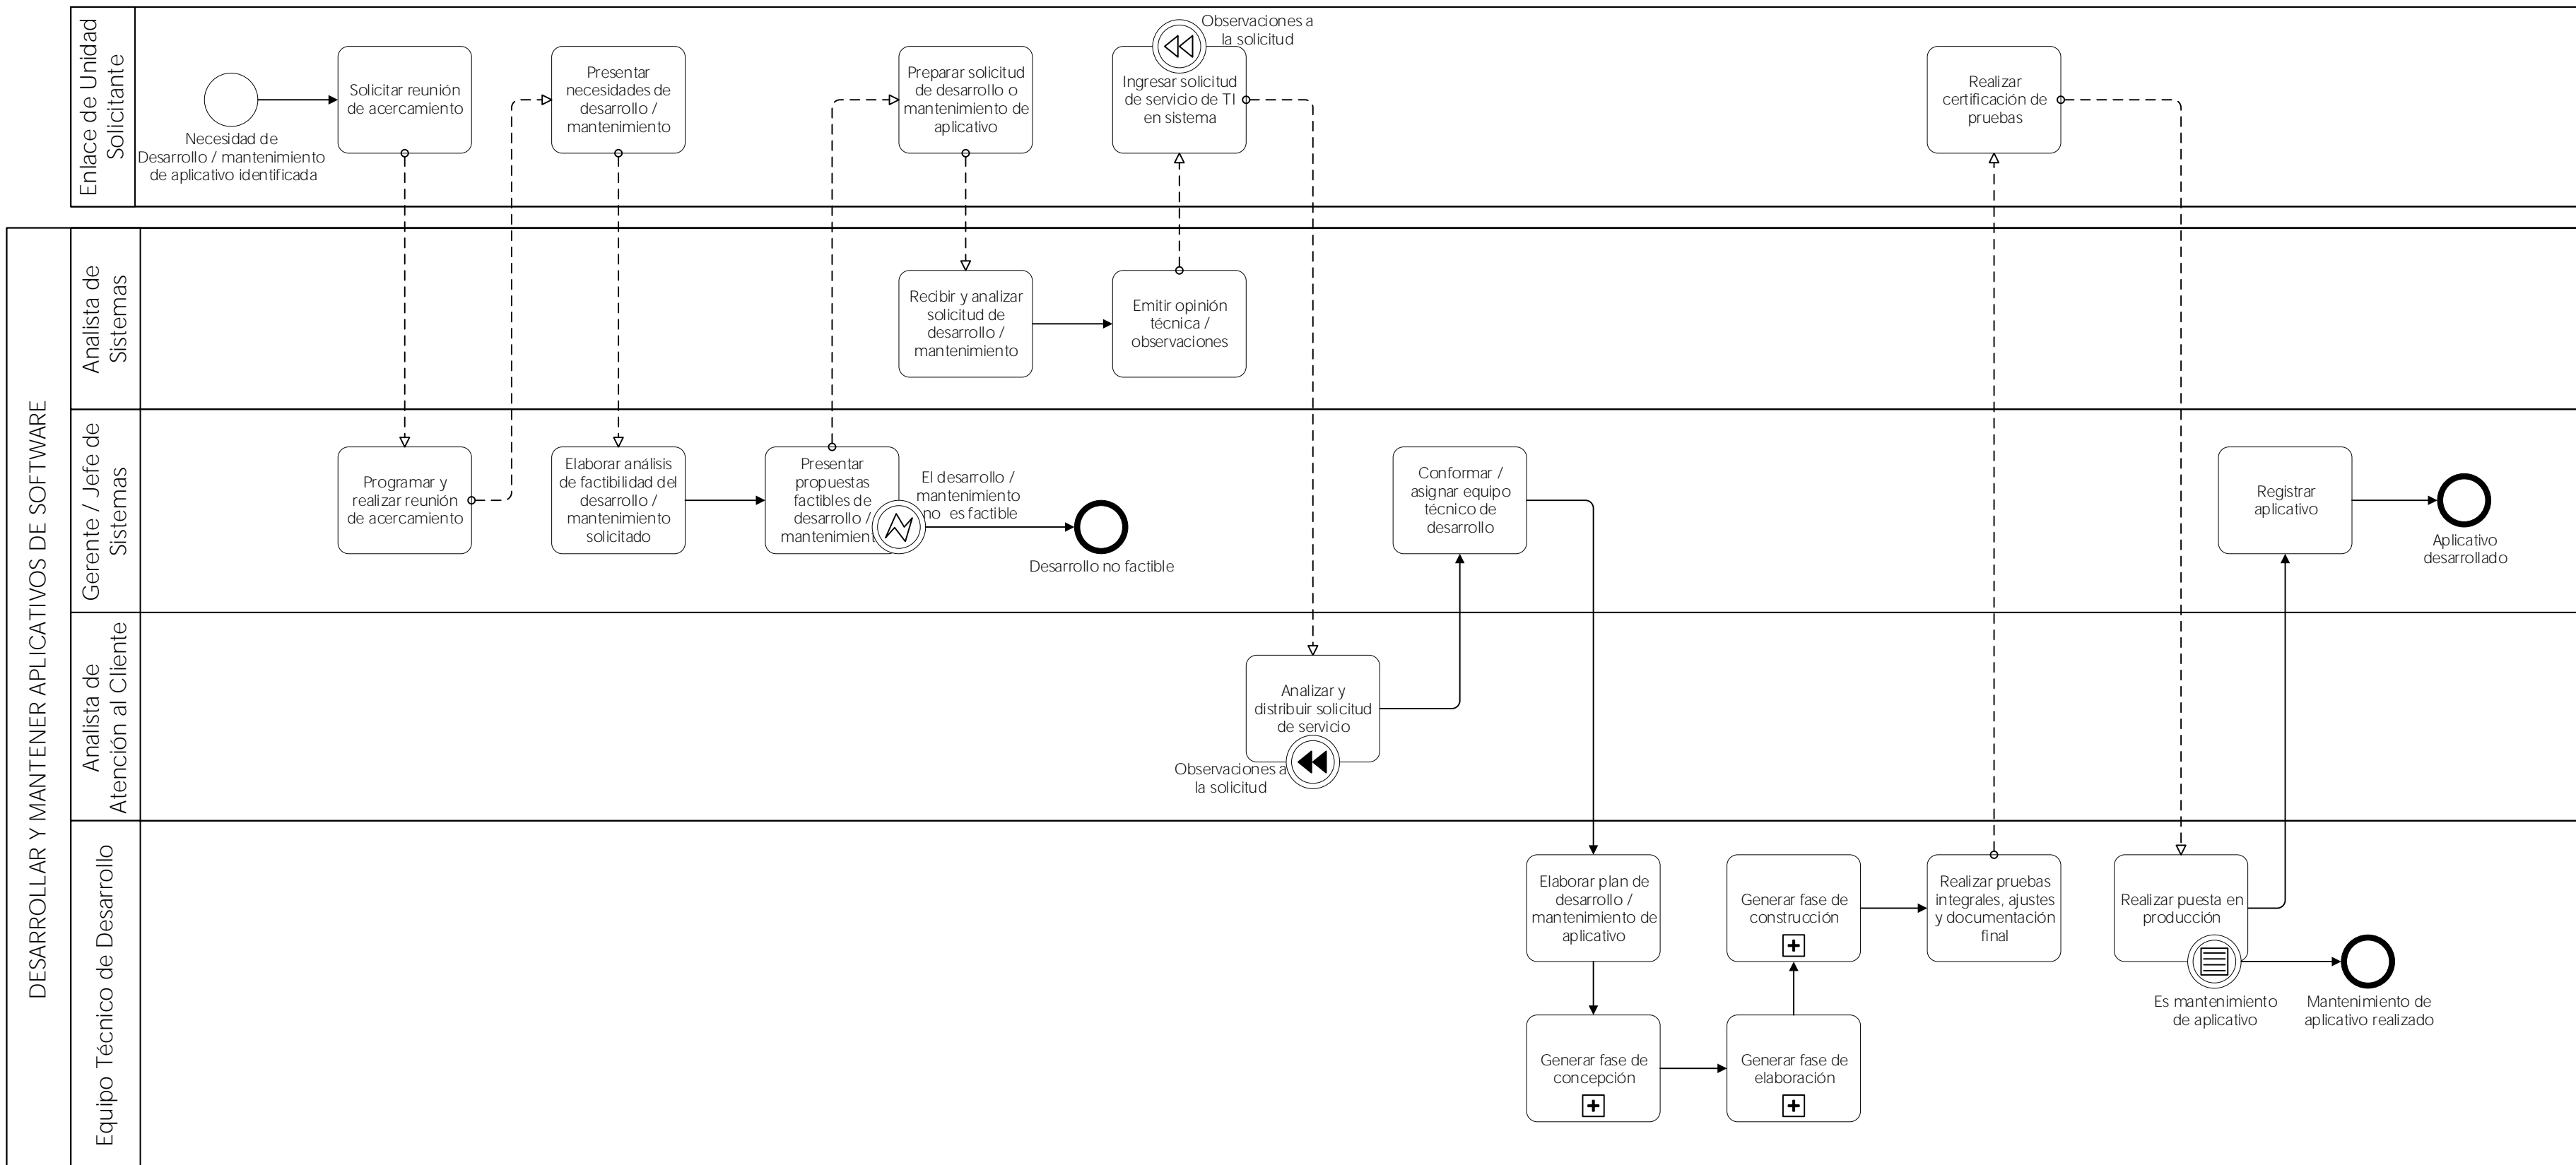 DESARROLLAR Y MANTENER APLICATIVOS DE SOFTWARE
Enlace de Unidad
Solicitante
Necesidad de
Desarrollo / mantenimiento
de aplicativo identificada
Solicitar reunión
de acercamiento
Presentar
necesidades de
desarrollo /
mantenimiento
Preparar solicitud
de desarrollo o
mantenimiento de
aplicativo
Observaciones a
la solicitud
Ingresar solicitud
de servicio de TI
en sistema
Realizar
certificación de
pruebas
Analista de
Sistemas
Recibir y analizar
solicitud de
desarrollo /
mantenimiento
Emitir opinión
técnica /
observaciones
Gerente / Jefe de
Sistemas
Programar y
realizar reunión
de acercamiento
Elaborar análisis
de factibilidad del
desarrollo /
mantenimiento
solicitado
Presentar
propuestas
factibles de
desarrollo /
mantenimient
El desarrollo /
mantenimiento
no es factible
Desarrollo no factible
Conformar /
asignar equipo
técnico de
desarrollo
Registrar
aplicativo
Aplicativo
desarrollado
Analista de
Atención al Cliente
Analizar y
distribuir solicitud
de servicio
Observaciones a
la solicitud
Equipo Técnico de Desarrollo
Elaborar plan de
desarrollo /
mantenimiento de
aplicativo
Generar fase de
construcción
Realizar pruebas
integrales, ajustes
y documentación
final
Realizar puesta en
producción
Es mantenimiento
de aplicativo
Mantenimiento de
aplicativo realizado
Generar fase de
concepción
Generar fase de
elaboración